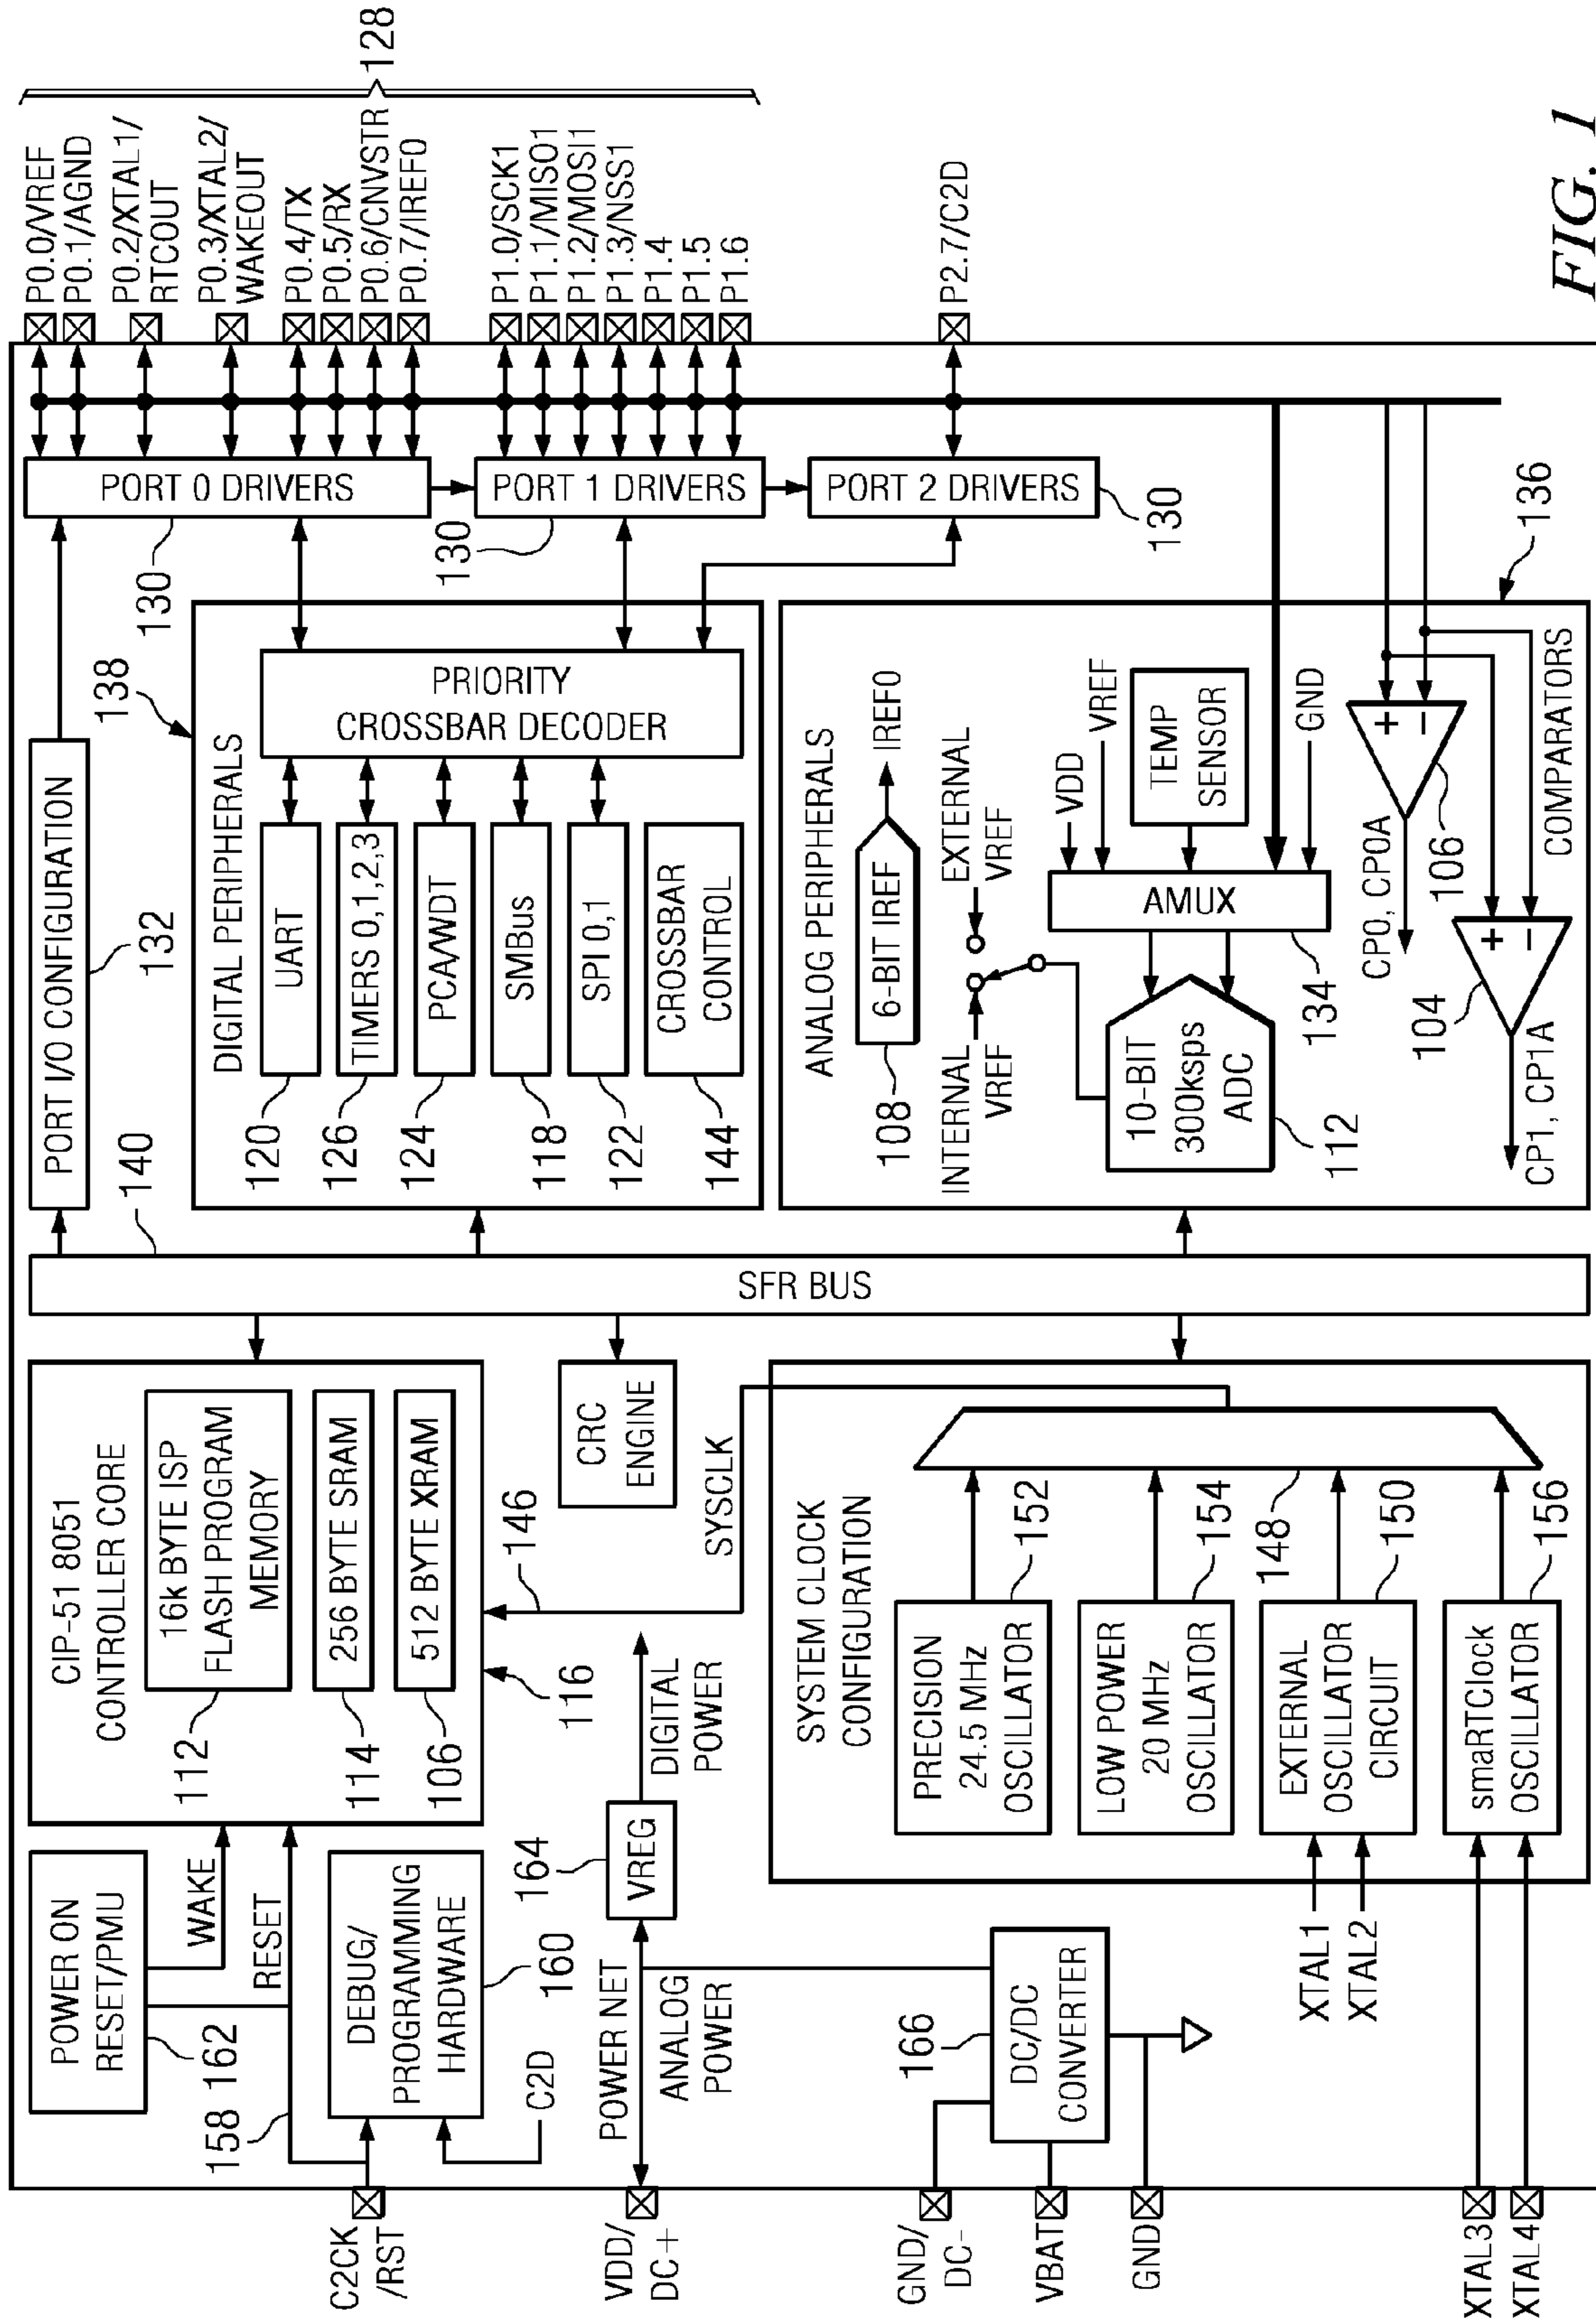 C2CK
/RST
VDD/
DC+
GND/
DC-
VBAT
GND
XTAL3
XTAL4
POWER ON
RESET/PMU
162
158
WAKE
RESET
DEBUG/
PROGRAMMING
HARDWARE
160
C2D
POWER NET
ANALOG
POWER
164
VREG
DIGITAL
POWER
166
DC/DC
CONVERTER
XTAL1
XTAL2
CIP-51 8051
CONTROLLER CORE
16k BYTE ISP
FLASH PROGRAM
MEMORY
112
256 BYTE SRAM
114
512 BYTE XRAM
106
116
146
CRC
ENGINE
SYSCLK
SYSTEM CLOCK
CONFIGURATION
PRECISION
24.5 MHz
OSCILLATOR
152
LOW POWER
20 MHz
OSCILLATOR
154
148
EXTERNAL
OSCILLATOR
CIRCUIT
150
smaRTClock
OSCILLATOR
156
SFR BUS
140
PORT I/O CONFIGURATION
132
138
DIGITAL PERIPHERALS
UART
120
TIMERS 0,1,2,3
126
PCA/WDT
124
SMBus
118
SPI 0,1
122
CROSSBAR
CONTROL
144
PRIORITY
CROSSBAR DECODER
ANALOG PERIPHERALS
6-BIT IREF
IREF0
108
INTERNAL
VREF
EXTERNAL
VREF
VDD
VREF
TEMP
SENSOR
GND
AMUX
134
10-BIT
300ksps
ADC
112
CP0, CP0A
+
−
106
CP1, CP1A
+
−
104
COMPARATORS
136
PORT 0 DRIVERS
130
PORT 1 DRIVERS
130
PORT 2 DRIVERS
130
P0.0/VREF
P0.1/AGND
P0.2/XTAL1/
RTCOUT
P0.3/XTAL2/
WAKEOUT
P0.4/TX
P0.5/RX
P0.6/CNVSTR
P0.7/IREF0
P1.0/SCK1
P1.1/MISO1
P1.2/MOSI1
P1.3/NSS1
P1.4
P1.5
P1.6
128
P2.7/C2D
FIG. 1